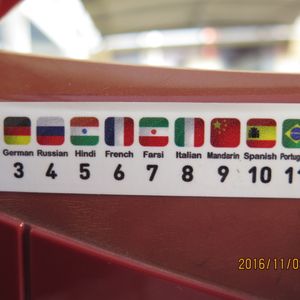 German Russian Hindi French Farsi Italian Mandarin Spanish Portug
3 4 5 6 7 8 9 10 11
2016/11/0